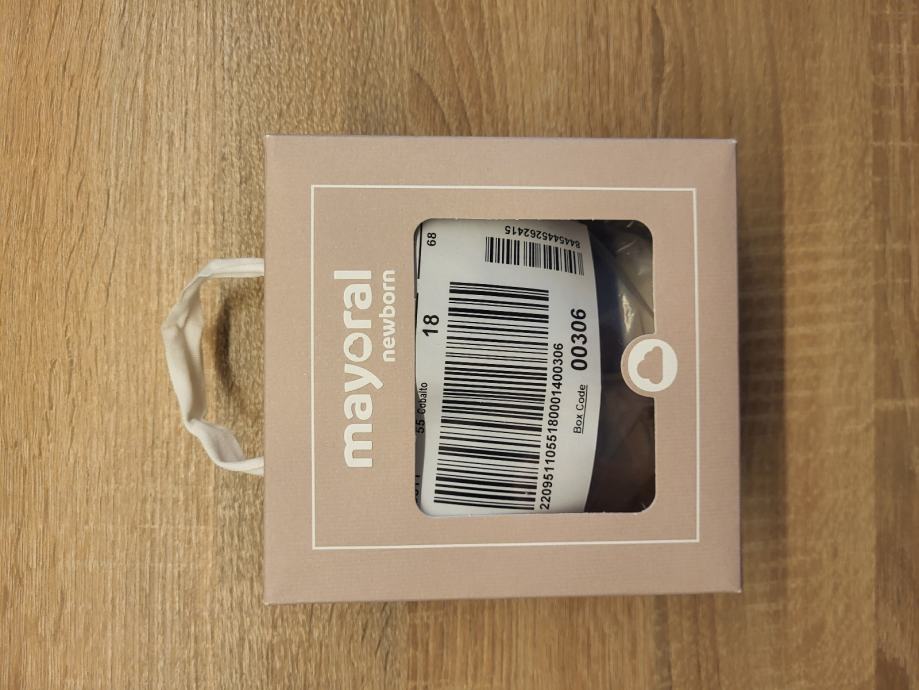 mayoral
newborn
18
68
55 Cobalto
2209511055180001400306
8445445262415
Box Code 00306